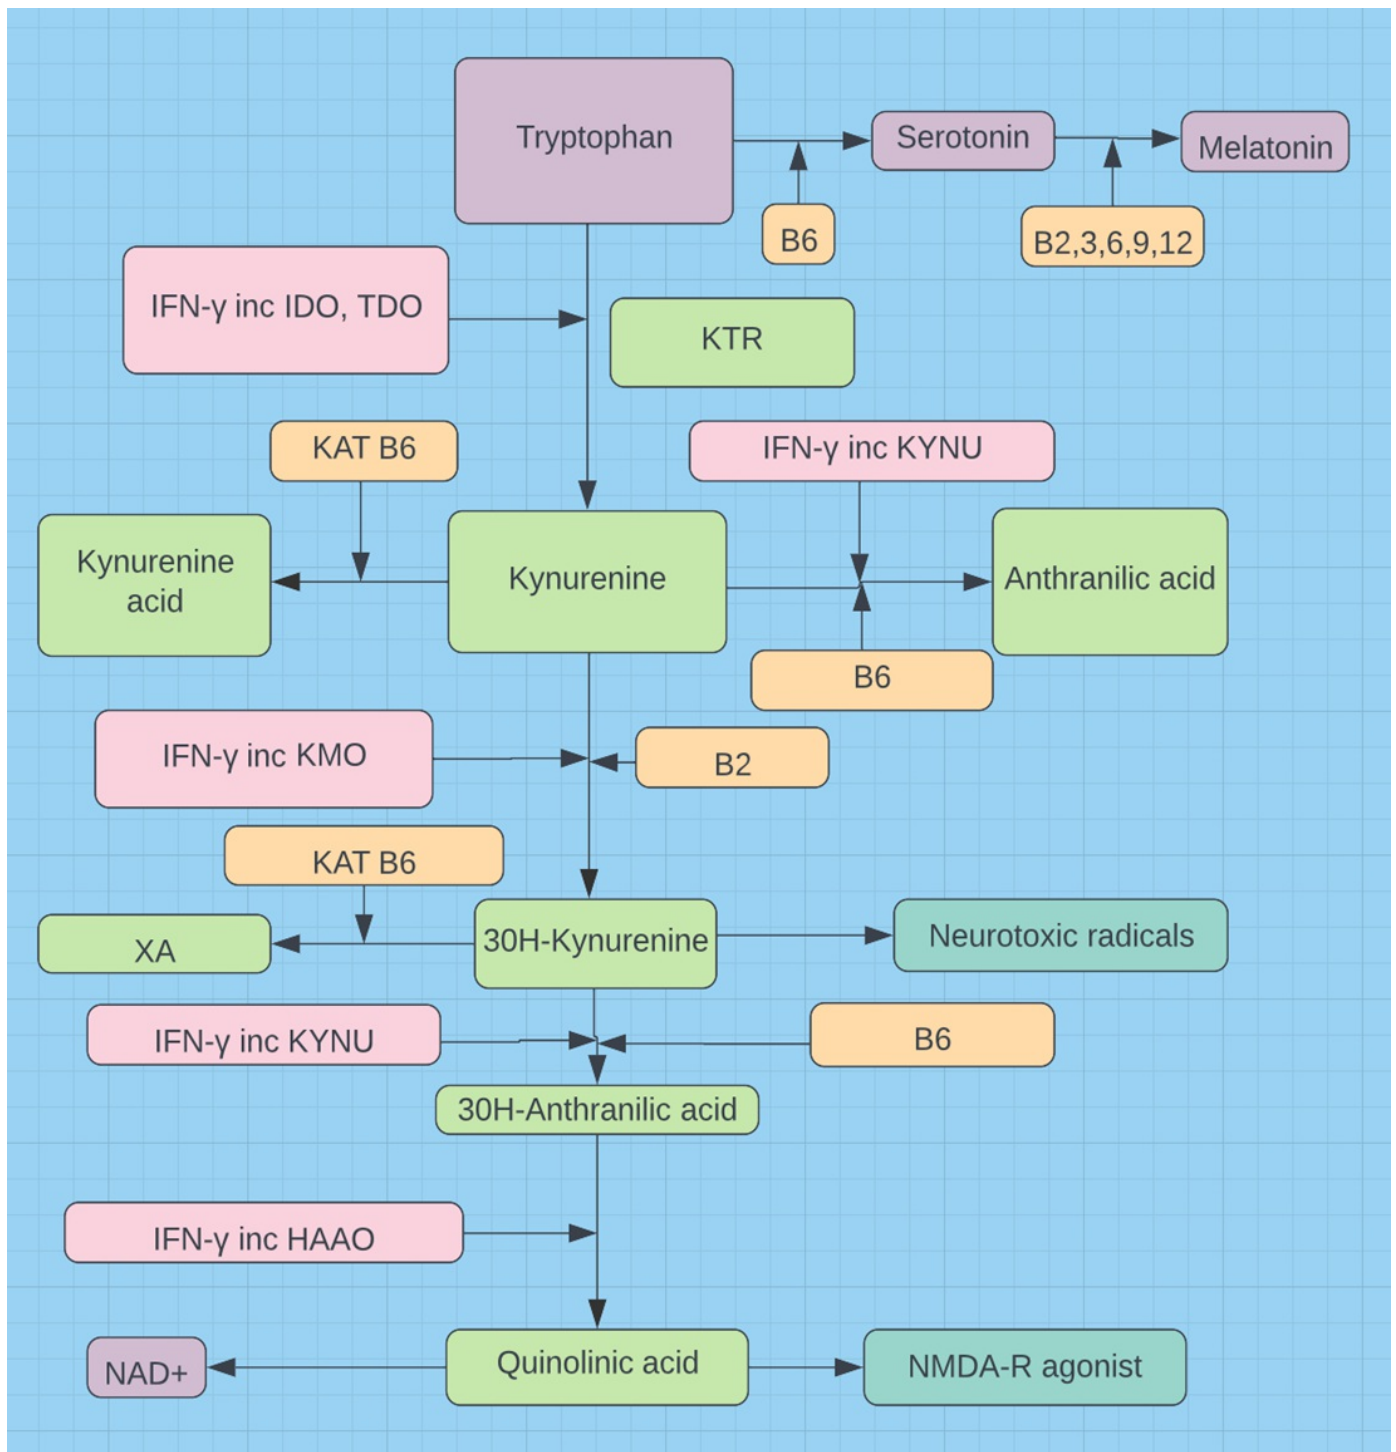 Tryptophan
Serotonin
Melatonin
B6
B2,3,6,9,12
IFN-γ inc IDO, TDO
KTR
KAT B6
IFN-γ inc KYNU
Kynurenine
acid
Kynurenine
Anthranilic acid
B6
IFN-γ inc KMO
B2
KAT B6
XA
30H-Kynurenine
Neurotoxic radicals
IFN-γ inc KYNU
B6
30H-Anthranilic acid
IFN-γ inc HAAO
NAD+
Quinolinic acid
NMDA-R agonist